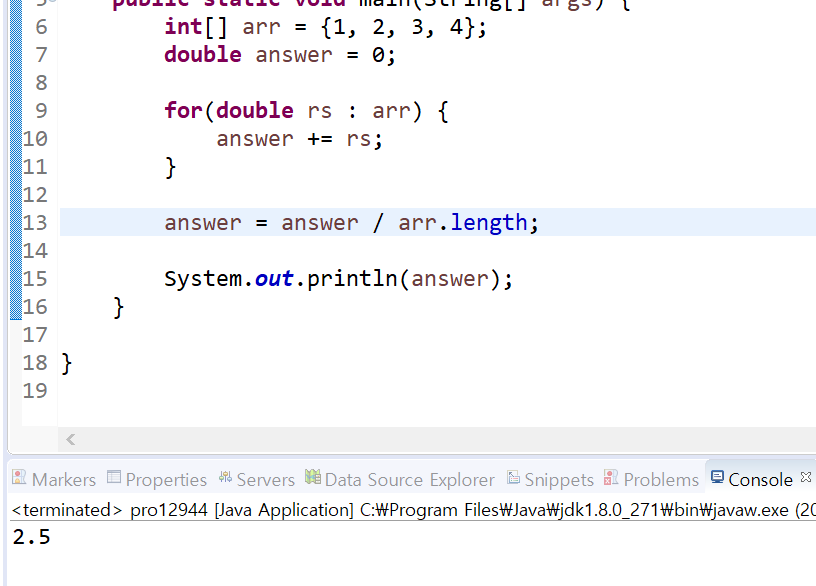 5 public static void main(String[] args) {
6 int[] arr = {1, 2, 3, 4};
7 double answer = 0;
8
9 for(double rs : arr) {
10 answer += rs;
11 }
12
13 answer = answer / arr.length;
14
15 System.out.println(answer);
16 }
17
18 }
19
Markers Properties Servers Data Source Explorer Snippets Problems Console
<terminated> pro12944 [Java Application] C:₩Program Files₩Java₩jdk1.8.0_271₩bin₩javaw.exe (20
2.5